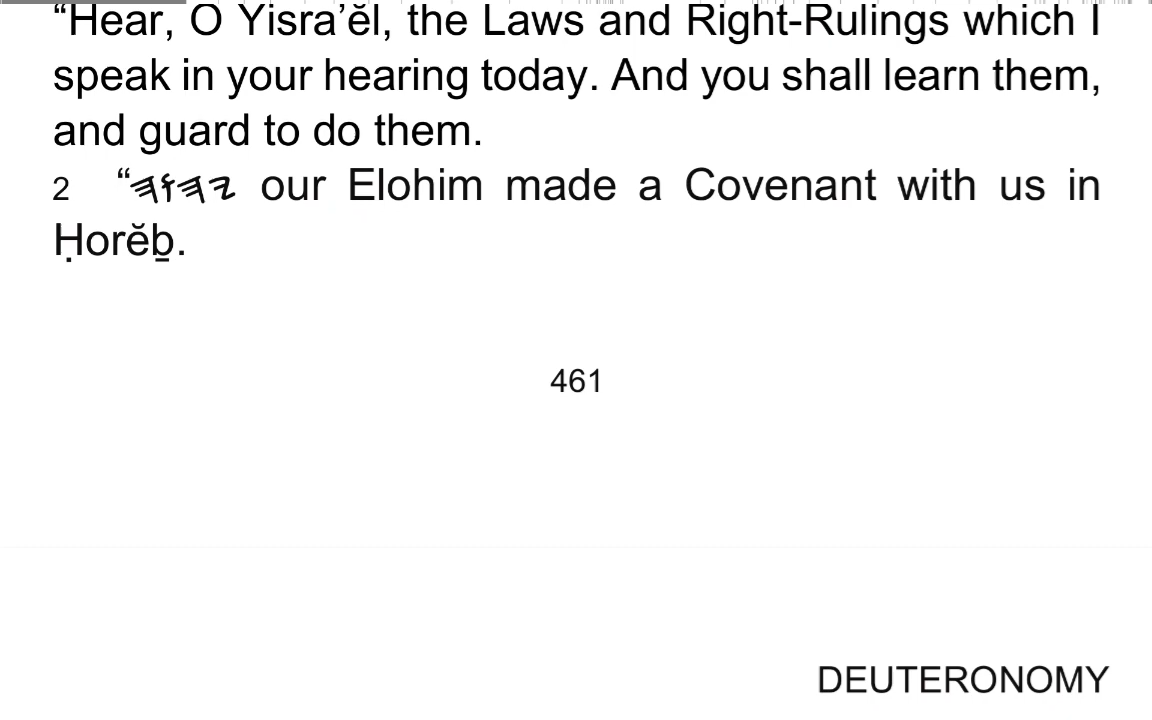 “Hear, O Yisra’ĕl, the Laws and Right-Rulings which I
speak in your hearing today. And you shall learn them,
and guard to do them.
2 “𐤉𐤄𐤅𐤄 our Elohim made a Covenant with us in
Ḥorĕḇ.
461
DEUTERONOMY